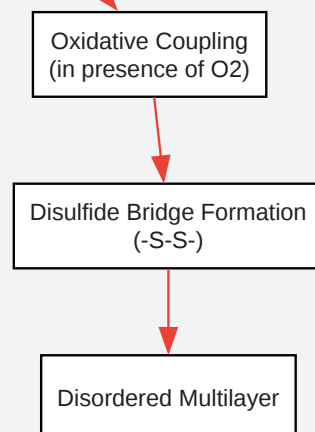 Oxidative Coupling
(in presence of O2)
Disulfide Bridge Formation
(-S-S-)
Disordered Multilayer